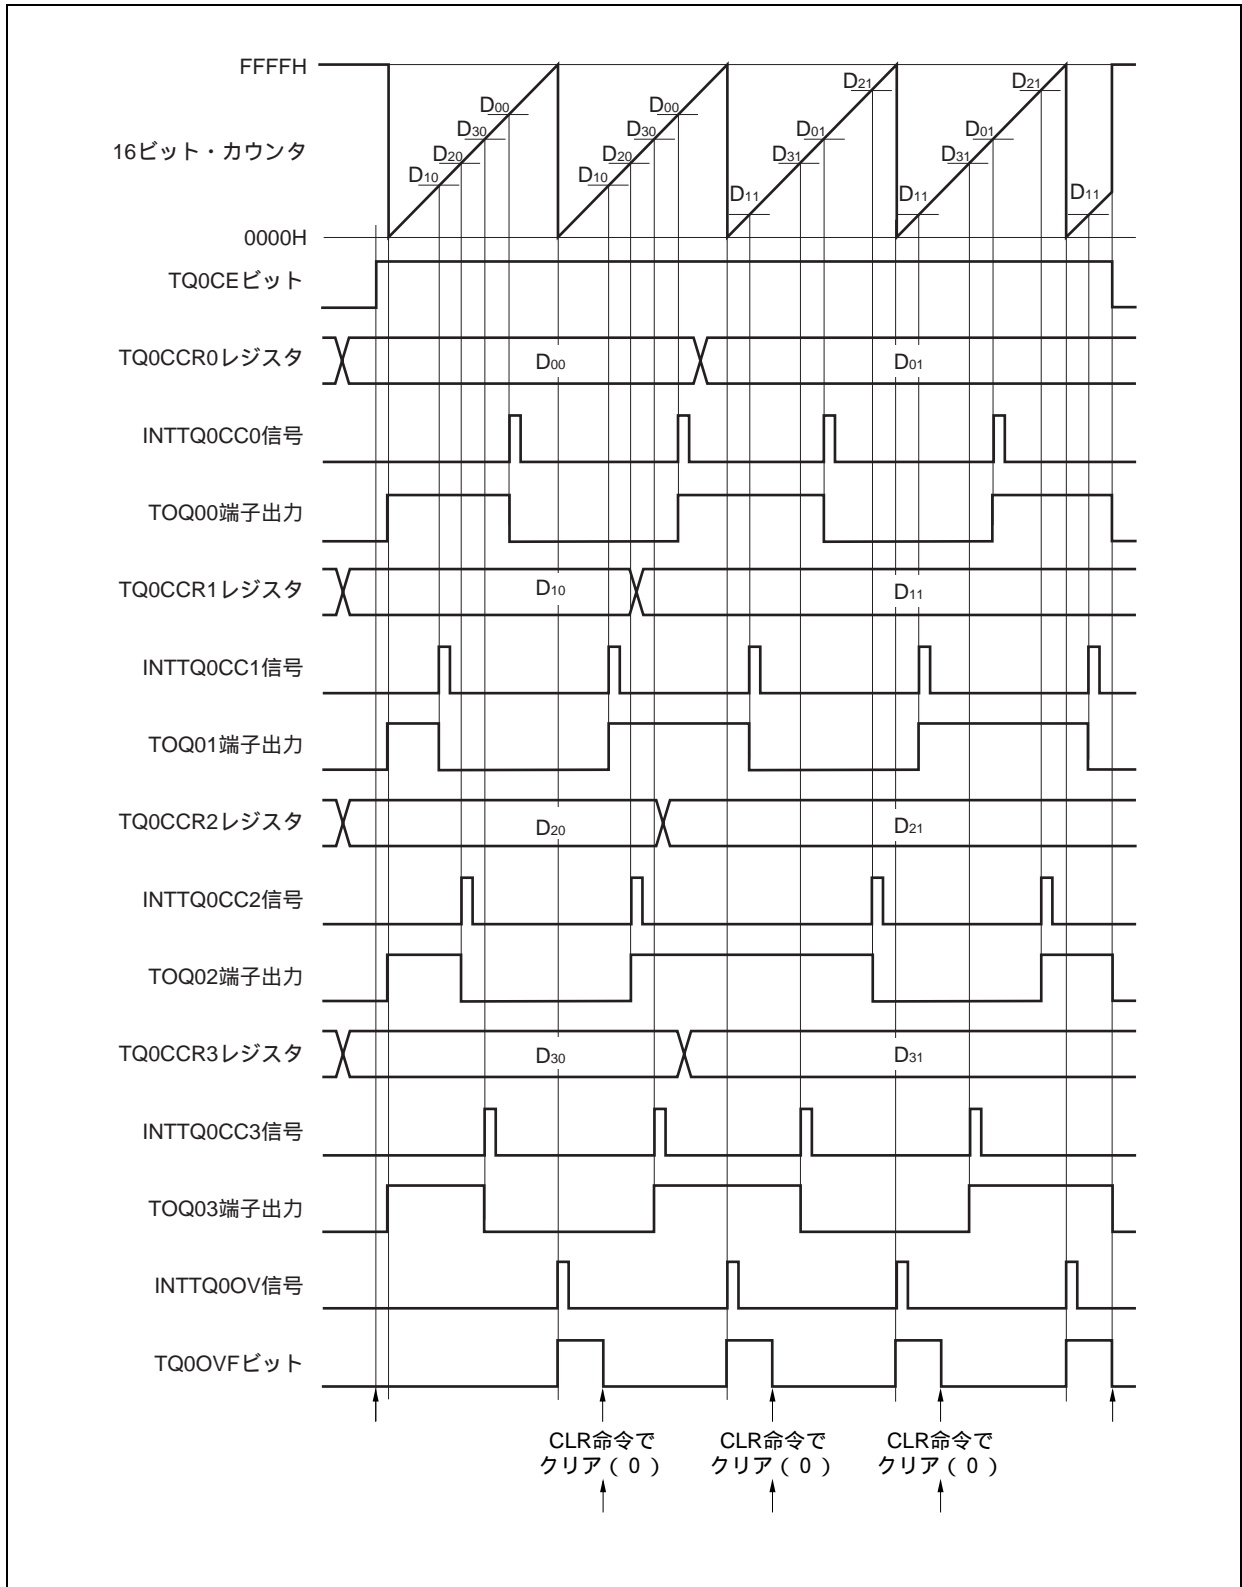 FFFFH
D00
D30
D20
D10
D00
D30
D20
D10
D21
D01
D31
D11
D21
D01
D31
D11
D11
16ビット・カウンタ
0000H
TQ0CEビット
TQ0CCR0レジスタ
D00
D01
INTTQ0CC0信号
TOQ00端子出力
TQ0CCR1レジスタ
D10
D11
INTTQ0CC1信号
TOQ01端子出力
TQ0CCR2レジスタ
D20
D21
INTTQ0CC2信号
TOQ02端子出力
TQ0CCR3レジスタ
D30
D31
INTTQ0CC3信号
TOQ03端子出力
INTTQ0OV信号
TQ0OVFビット
CLR命令で
クリア（0）
CLR命令で
クリア（0）
CLR命令で
クリア（0）